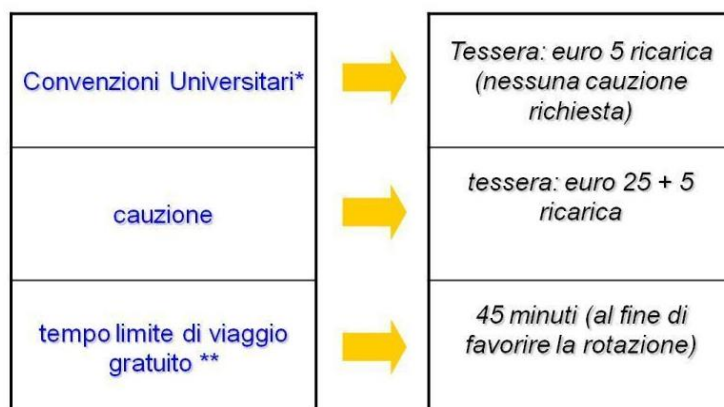 Convenzioni Universitari*
Tessera: euro 5 ricarica
(nessuna cauzione
richiesta)
cauzione
tessera: euro 25 + 5
ricarica
tempo limite di viaggio
gratuito **
45 minuti (al fine di
favorire la rotazione)